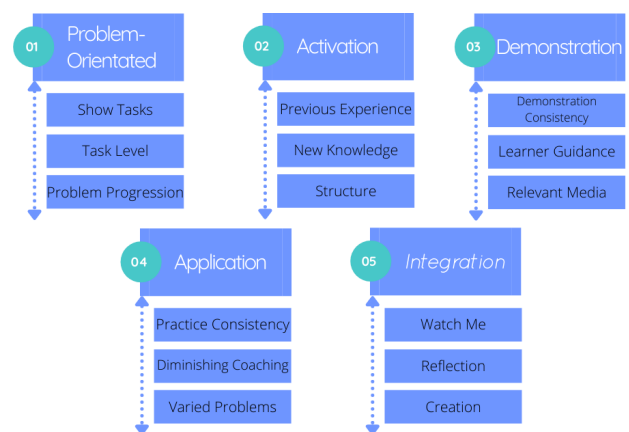 01
Problem-
Orientated
Show Tasks
Task Level
Problem Progression
02
Activation
Previous Experience
New Knowledge
Structure
03
Demonstration
Demonstration
Consistency
Learner Guidance
Relevant Media
04
Application
Practice Consistency
Diminishing Coaching
Varied Problems
05
Integration
Watch Me
Reflection
Creation